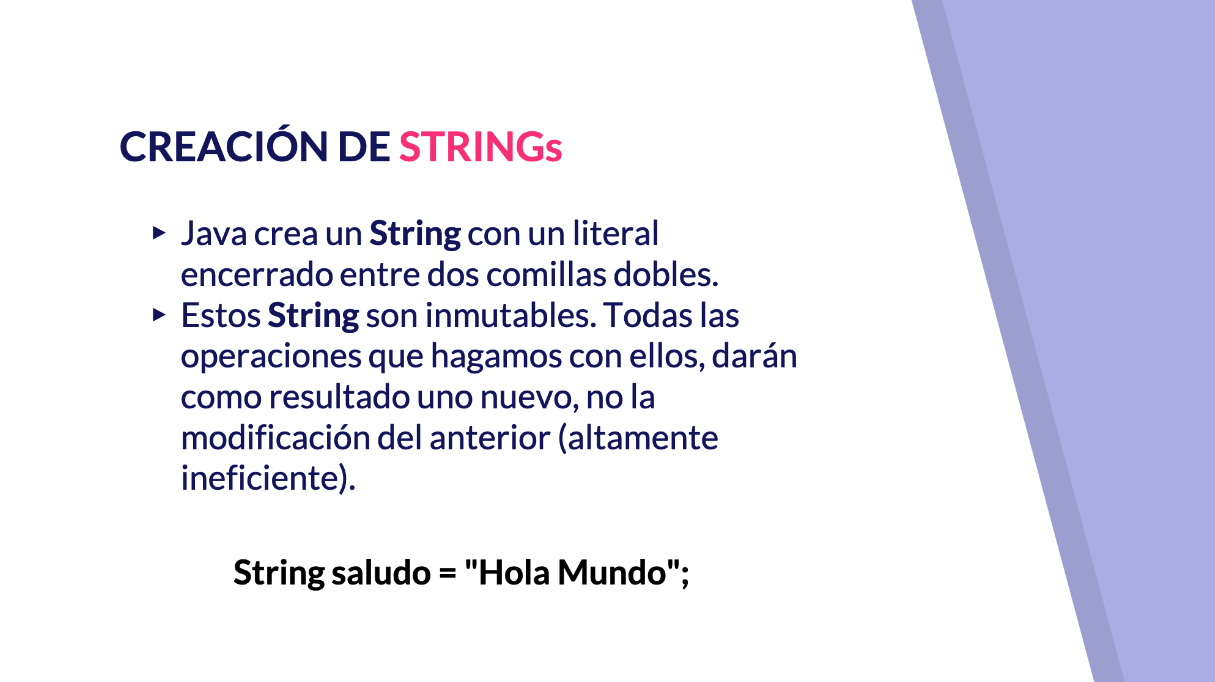 CREACIÓN DE STRINGs
▸ Java crea un String con un literal
encerrado entre dos comillas dobles.
▸ Estos String son inmutables. Todas las
operaciones que hagamos con ellos, darán
como resultado uno nuevo, no la
modificación del anterior (altamente
ineficiente).
String saludo = "Hola Mundo";